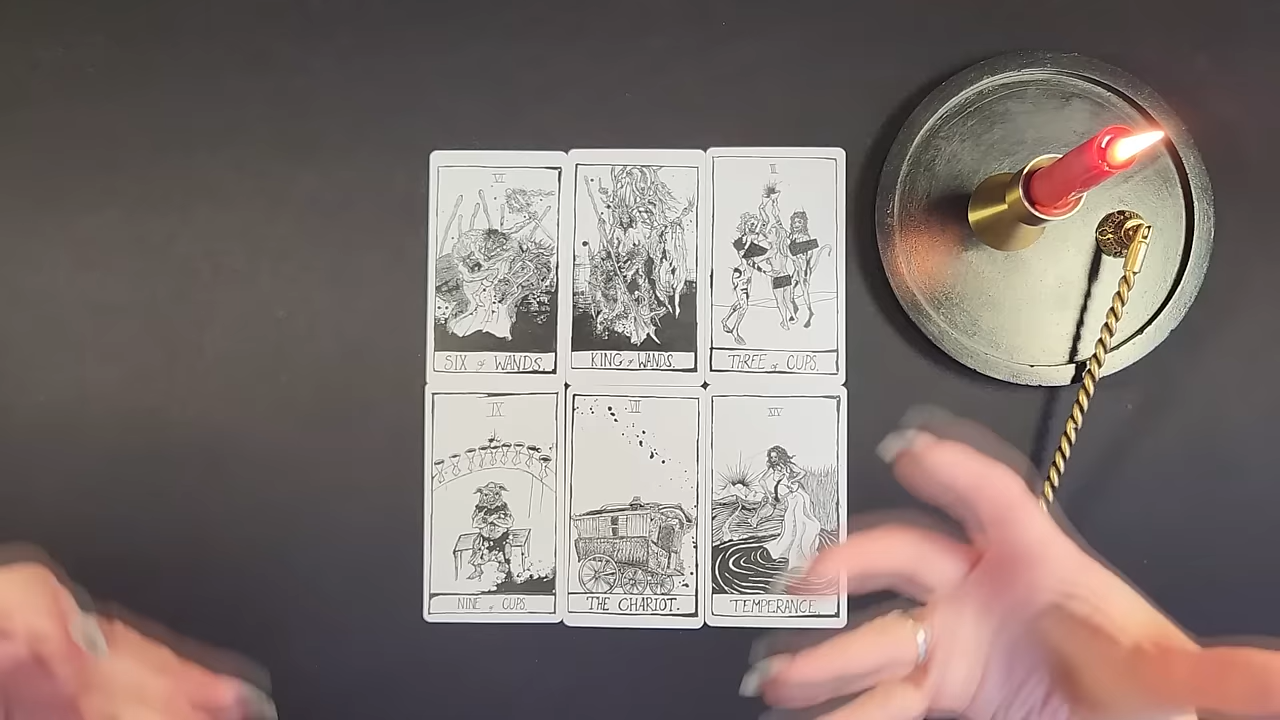 VI
SIX of WANDS.
KING of WANDS.
III
THREE of CUPS.
IX
NINE of CUPS.
VII
THE CHARIOT.
XIV
TEMPERANCE.